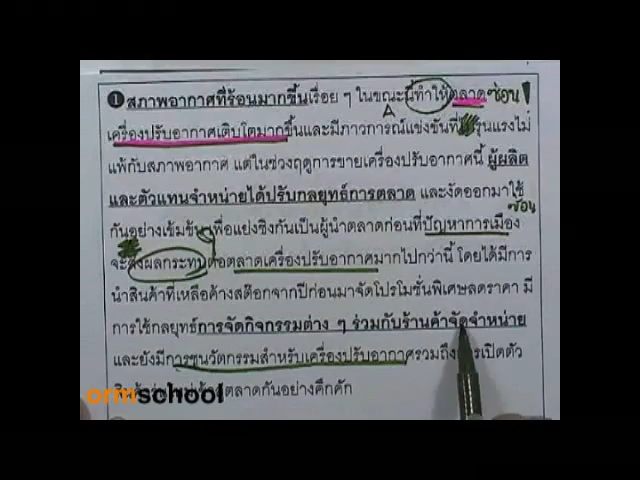 ❶ สภาพอากาศที่ร้อนมากขึ้นเรื่อย ๆ ในขณะนี้ทำให้ตลาด ซ่อน
เครื่องปรับอากาศเติบโตมากขึ้นและมีภาวการณ์แข่งขันที่ รุนแรงไม่
แพ้กับสภาพอากาศ แต่ในช่วงฤดูการขายเครื่องปรับอากาศนี้ ผู้ผลิต
และตัวแทนจำหน่ายได้ปรับกลยุทธ์การตลาด และงัดออกมาใช้
ซ่อน
กันอย่างเข้มข้น เพื่อแย่งชิงกันเป็นผู้นำตลาดก่อนที่ปัญหาการเมือง
จะส่งผลกระทบต่อตลาดเครื่องปรับอากาศมากไปกว่านี้ โดยได้มีการ
นำสินค้าที่เหลือค้างสต๊อกจากปีก่อนมาจัดโปรโมชั่นพิเศษลดราคา มี
การใช้กลยุทธ์การจัดกิจกรรมต่าง ๆ ร่วมกับร้านค้าจัดจำหน่าย
และยังมีการชูนวัตกรรมสำหรับเครื่องปรับอากาศรวมถึงการเปิดตัว
ตลาดกันอย่างคึกคัก
ormschool